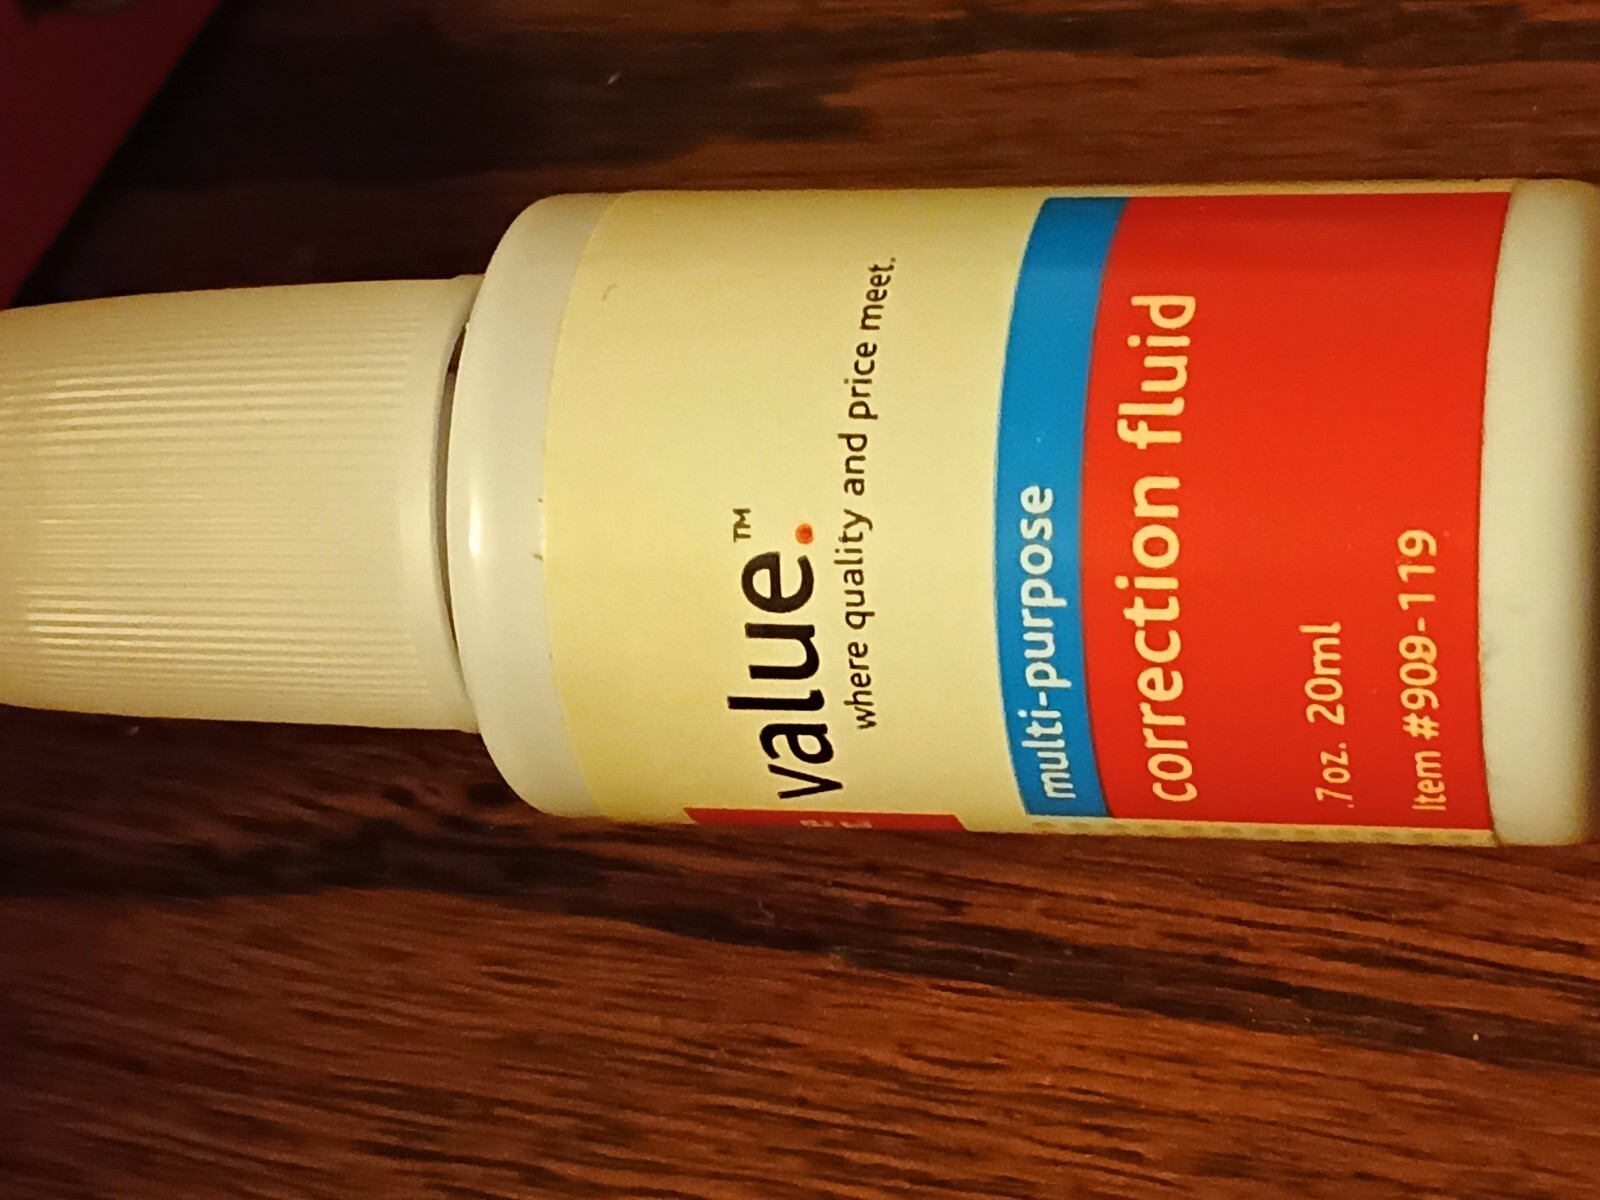 value.™
where quality and price meet.
multi-purpose
correction fluid
.7oz. 20ml
Item #909-119